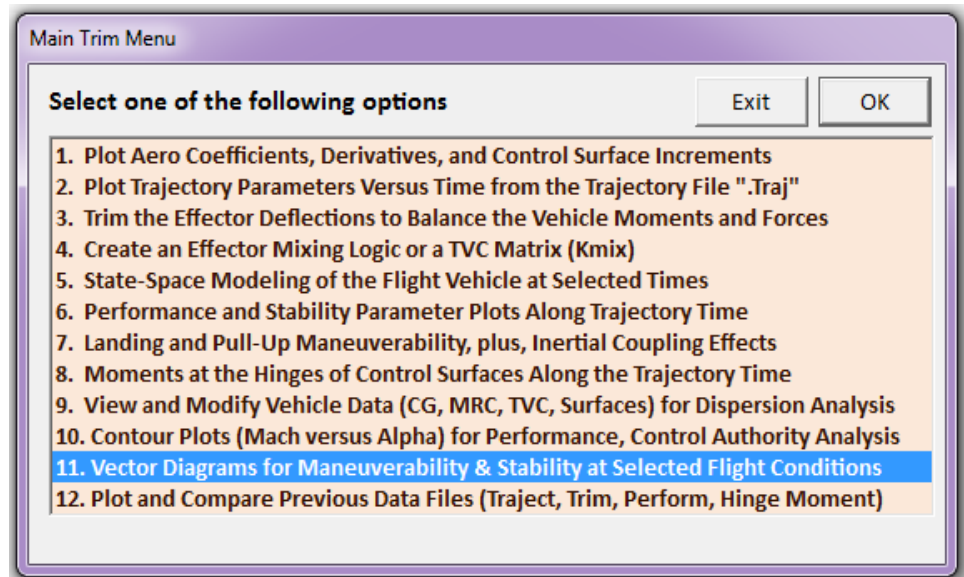 Main Trim Menu
Select one of the following options
Exit
OK
1. Plot Aero Coefficients, Derivatives, and Control Surface Increments
2. Plot Trajectory Parameters Versus Time from the Trajectory File ".Traj"
3. Trim the Effector Deflections to Balance the Vehicle Moments and Forces
4. Create an Effector Mixing Logic or a TVC Matrix (Kmix)
5. State-Space Modeling of the Flight Vehicle at Selected Times
6. Performance and Stability Parameter Plots Along Trajectory Time
7. Landing and Pull-Up Maneuverability, plus, Inertial Coupling Effects
8. Moments at the Hinges of Control Surfaces Along the Trajectory Time
9. View and Modify Vehicle Data (CG, MRC, TVC, Surfaces) for Dispersion Analysis
10. Contour Plots (Mach versus Alpha) for Performance, Control Authority Analysis
11. Vector Diagrams for Maneuverability & Stability at Selected Flight Conditions
12. Plot and Compare Previous Data Files (Traject, Trim, Perform, Hinge Moment)